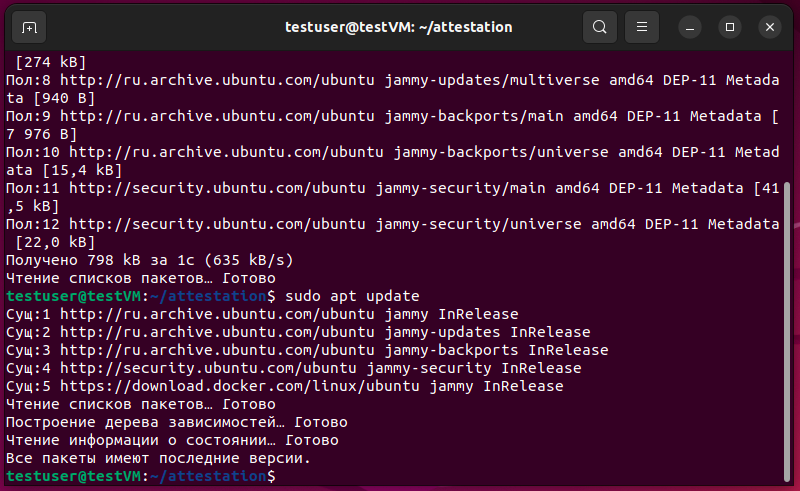 testuser@testVM: ~/attestation
 [274 kB]
Пол:8 http://ru.archive.ubuntu.com/ubuntu jammy-updates/multiverse amd64 DEP-11 Metada
ta [940 B]
Пол:9 http://ru.archive.ubuntu.com/ubuntu jammy-backports/main amd64 DEP-11 Metadata [
7 976 B]
Пол:10 http://ru.archive.ubuntu.com/ubuntu jammy-backports/universe amd64 DEP-11 Metad
ata [15,4 kB]
Пол:11 http://security.ubuntu.com/ubuntu jammy-security/main amd64 DEP-11 Metadata [41
,5 kB]
Пол:12 http://security.ubuntu.com/ubuntu jammy-security/universe amd64 DEP-11 Metadata
 [22,0 kB]
Получено 798 kB за 1с (635 kB/s)
Чтение списков пакетов… Готово
testuser@testVM:~/attestation$ sudo apt update
Сущ:1 http://ru.archive.ubuntu.com/ubuntu jammy InRelease
Сущ:2 http://ru.archive.ubuntu.com/ubuntu jammy-updates InRelease
Сущ:3 http://ru.archive.ubuntu.com/ubuntu jammy-backports InRelease
Сущ:4 http://security.ubuntu.com/ubuntu jammy-security InRelease
Сущ:5 https://download.docker.com/linux/ubuntu jammy InRelease
Чтение списков пакетов… Готово
Построение дерева зависимостей… Готово
Чтение информации о состоянии… Готово
Все пакеты имеют последние версии.
testuser@testVM:~/attestation$